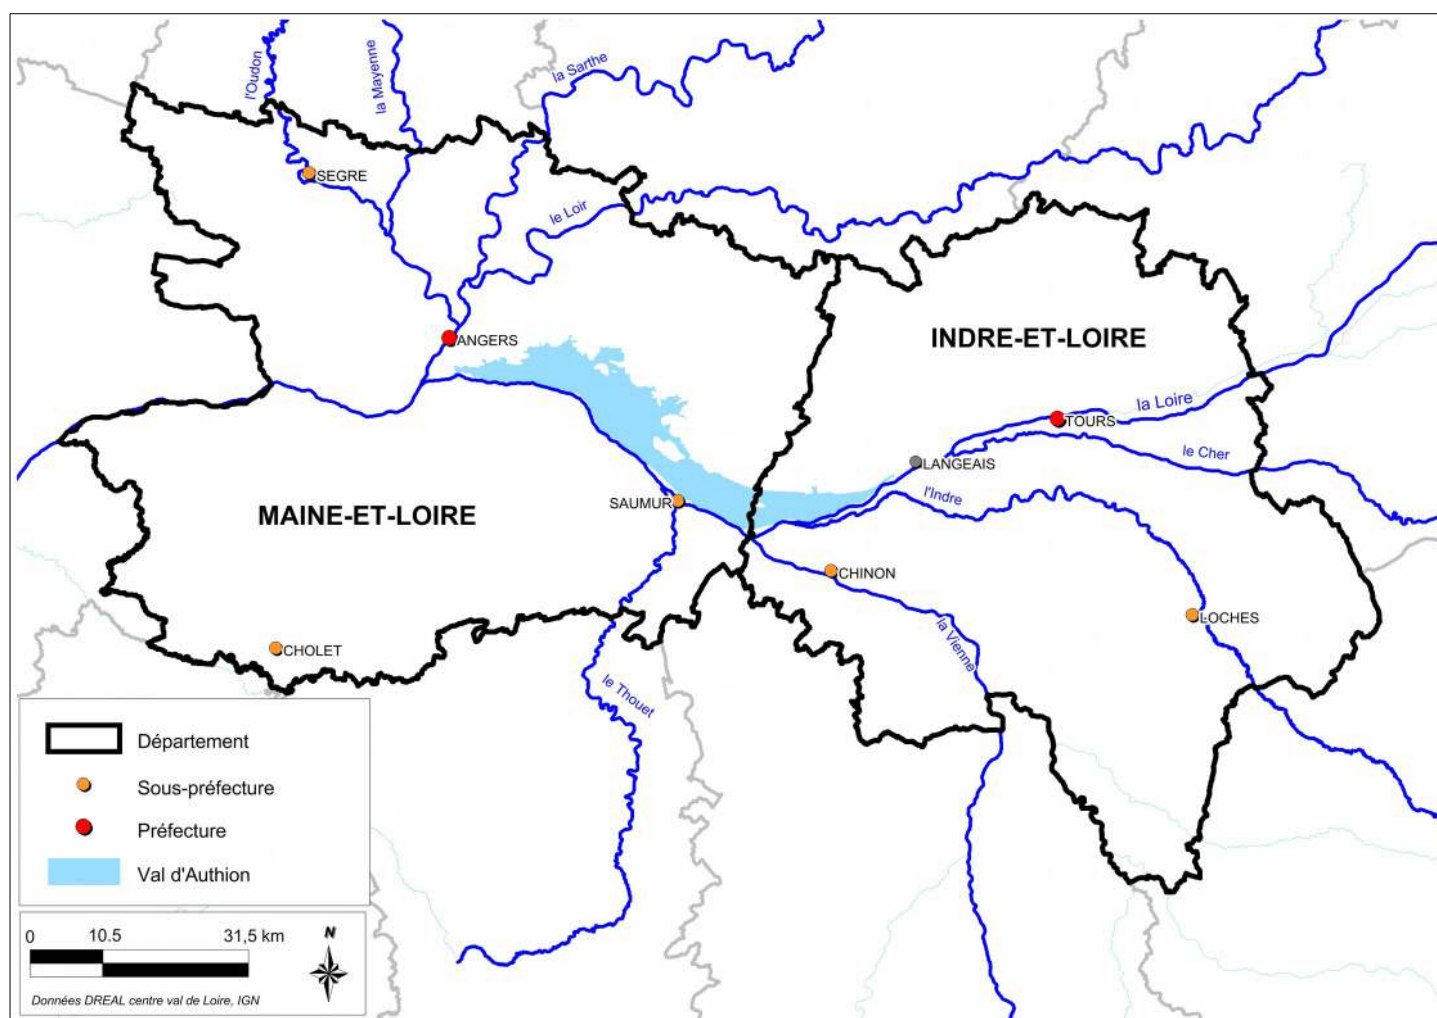 l'Oudon
la Mayenne
la Sarthe
SEGRE
le Loir
ANGERS
INDRE-ET-LOIRE
la Loire
TOURS
le Cher
LANGEAIS
l'Indre
SAUMUR
MAINE-ET-LOIRE
CHINON
LOCHES
la Vienne
CHOLET
le Thouet
Département
Sous-préfecture
Préfecture
Val d'Authion
0 10.5 31,5 km
N
Données DREAL centre val de Loire, IGN